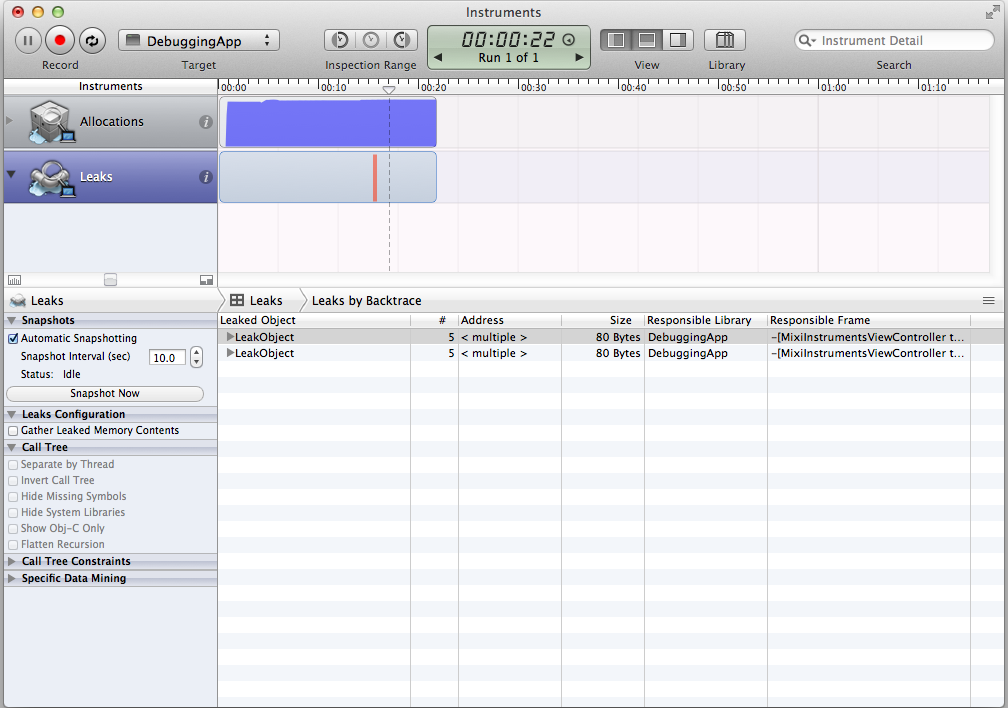 Instruments
DebuggingApp
00:00:22
Run 1 of 1
Instrument Detail
Record
Target
Inspection Range
View
Library
Search
Instruments
00:00
00:10
00:20
00:30
00:40
00:50
01:00
01:10
Allocations
Leaks
Leaks
Leaks
Leaks by Backtrace
Snapshots
Leaked Object # Address Size Responsible Library Responsible Frame
Automatic Snapshotting
LeakObject 5 < multiple > 80 Bytes DebuggingApp -[MixiInstrumentsViewController t...
Snapshot Interval (sec) 10.0
LeakObject 5 < multiple > 80 Bytes DebuggingApp -[MixiInstrumentsViewController t...
Status: Idle
Snapshot Now
Leaks Configuration
Gather Leaked Memory Contents
Call Tree
Separate by Thread
Invert Call Tree
Hide Missing Symbols
Hide System Libraries
Show Obj-C Only
Flatten Recursion
Call Tree Constraints
Specific Data Mining